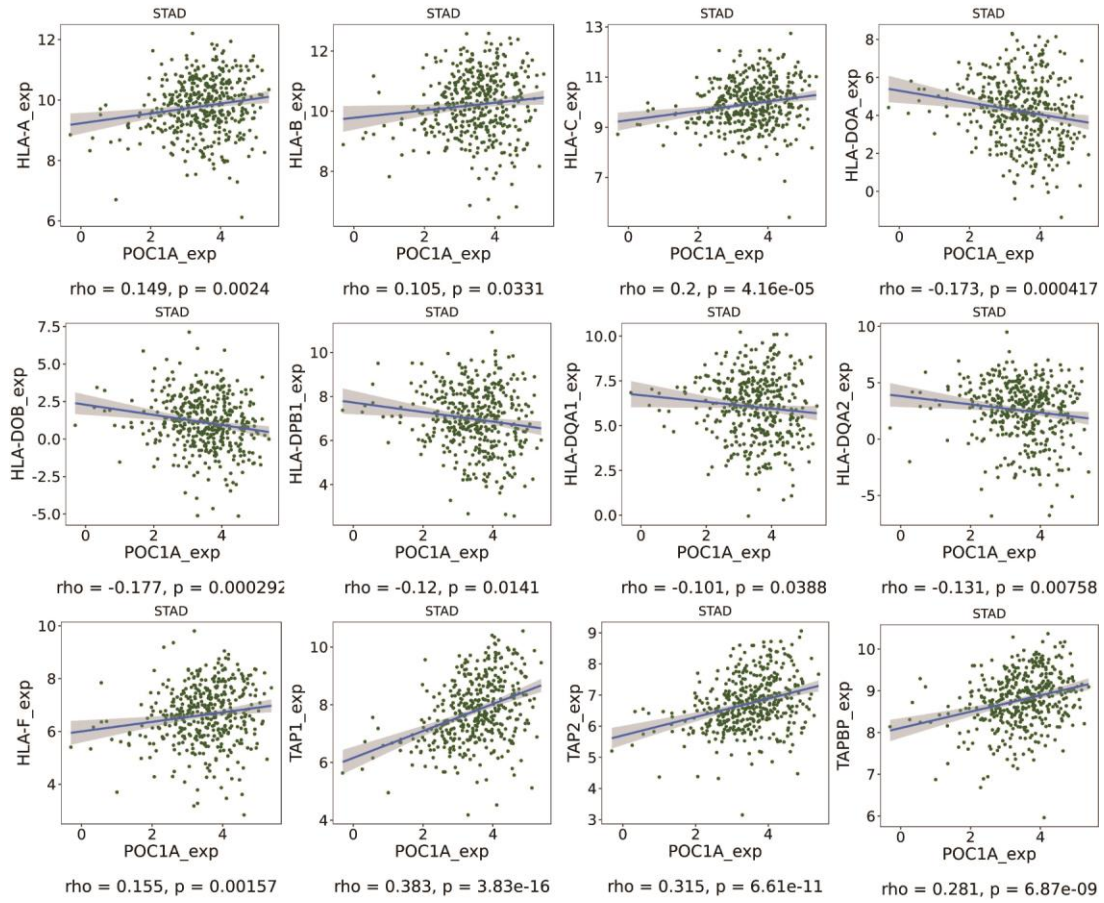 STAD STAD STAD STAD
HLA-A_exp
12
10
8
6
0 2 4
POC1A_exp
rho = 0.149, p = 0.0024
HLA-B_exp
12
10
8
0 2 4
POC1A_exp
rho = 0.105, p = 0.0331
HLA-C_exp
13
11
9
7
0 2 4
POC1A_exp
rho = 0.2, p = 4.16e-05
HLA-DOA_exp
8
6
4
2
0
0 2 4
POC1A_exp
rho = -0.173, p = 0.000417
STAD STAD STAD STAD
HLA-DOB_exp
7.5
5.0
2.5
0.0
-2.5
-5.0
0 2 4
POC1A_exp
rho = -0.177, p = 0.000292
HLA-DPB1_exp
10
8
6
4
0 2 4
POC1A_exp
rho = -0.12, p = 0.0141
HLA-DQA1_exp
10.0
7.5
5.0
2.5
0.0
0 2 4
POC1A_exp
rho = -0.101, p = 0.0388
HLA-DQA2_exp
10
5
0
-5
0 2 4
POC1A_exp
rho = -0.131, p = 0.00758
STAD STAD STAD STAD
HLA-F_exp
10
8
6
4
0 2 4
POC1A_exp
rho = 0.155, p = 0.00157
TAP1_exp
10
8
6
4
0 2 4
POC1A_exp
rho = 0.383, p = 3.83e-16
TAP2_exp
9
8
7
6
5
4
3
0 2 4
POC1A_exp
rho = 0.315, p = 6.61e-11
TAPBP_exp
10
9
8
7
6
0 2 4
POC1A_exp
rho = 0.281, p = 6.87e-09